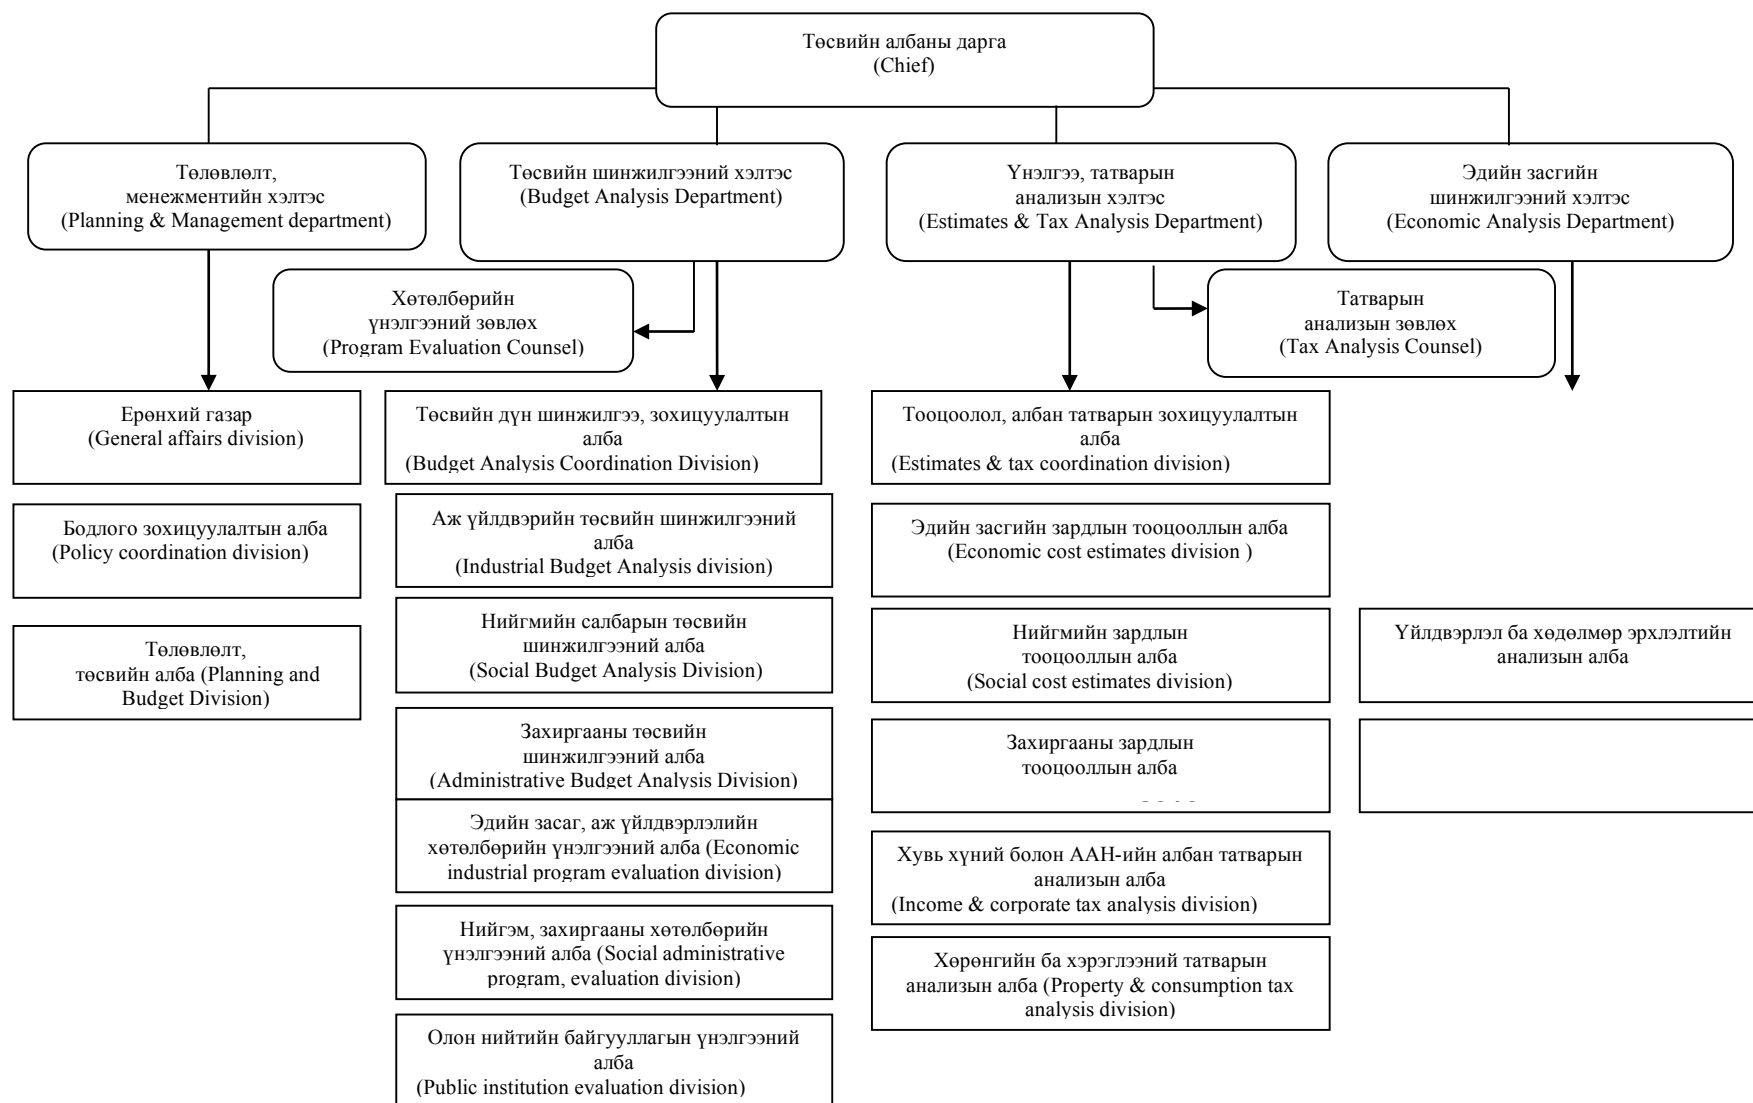 Төсвийн албаны дарга
(Chief)
Төлөвлөлт,
менежментийн хэлтэс
(Planning & Management department)
Төсвийн шинжилгээний хэлтэс
(Budget Analysis Department)
Үнэлгээ, татварын
анализын хэлтэс
(Estimates & Tax Analysis Department)
Эдийн засгийн
шинжилгээний хэлтэс
(Economic Analysis Department)
Хөтөлбөрийн
үнэлгээний зөвлөх
(Program Evaluation Counsel)
Татварын
анализын зөвлөх
(Tax Analysis Counsel)
Ерөнхий газар
(General affairs division)
Бодлого зохицуулалтын алба
(Policy coordination division)
Төлөвлөлт,
төсвийн алба (Planning and
Budget Division)
Төсвийн дүн шинжилгээ, зохицуулалтын
алба
(Budget Analysis Coordination Division)
Аж үйлдвэрийн төсвийн шинжилгээний
алба
(Industrial Budget Analysis division)
Нийгмийн салбарын төсвийн
шинжилгээний алба
(Social Budget Analysis Division)
Захиргааны төсвийн
шинжилгээний алба
(Administrative Budget Analysis Division)
Эдийн засаг, аж үйлдвэрлэлийн
хөтөлбөрийн үнэлгээний алба (Economic
industrial program evaluation division)
Нийгэм, захиргааны хөтөлбөрийн
үнэлгээний алба (Social administrative
program, evaluation division)
Олон нийтийн байгууллагын үнэлгээний
алба
(Public institution evaluation division)
Тооцоолол, албан татварын зохицуулалтын
алба
(Estimates & tax coordination division)
Эдийн засгийн зардлын тооцооллын алба
(Economic cost estimates division )
Нийгмийн зардлын
тооцооллын алба
(Social cost estimates division)
Захиргааны зардлын
тооцооллын алба
Хувь хүний болон ААН-ийн албан татварын
анализын алба
(Income & corporate tax analysis division)
Хөрөнгийн ба хэрэглээний татварын
анализын алба (Property & consumption tax
analysis division)
Үйлдвэрлэл ба хөдөлмөр эрхлэлтийн
анализын алба